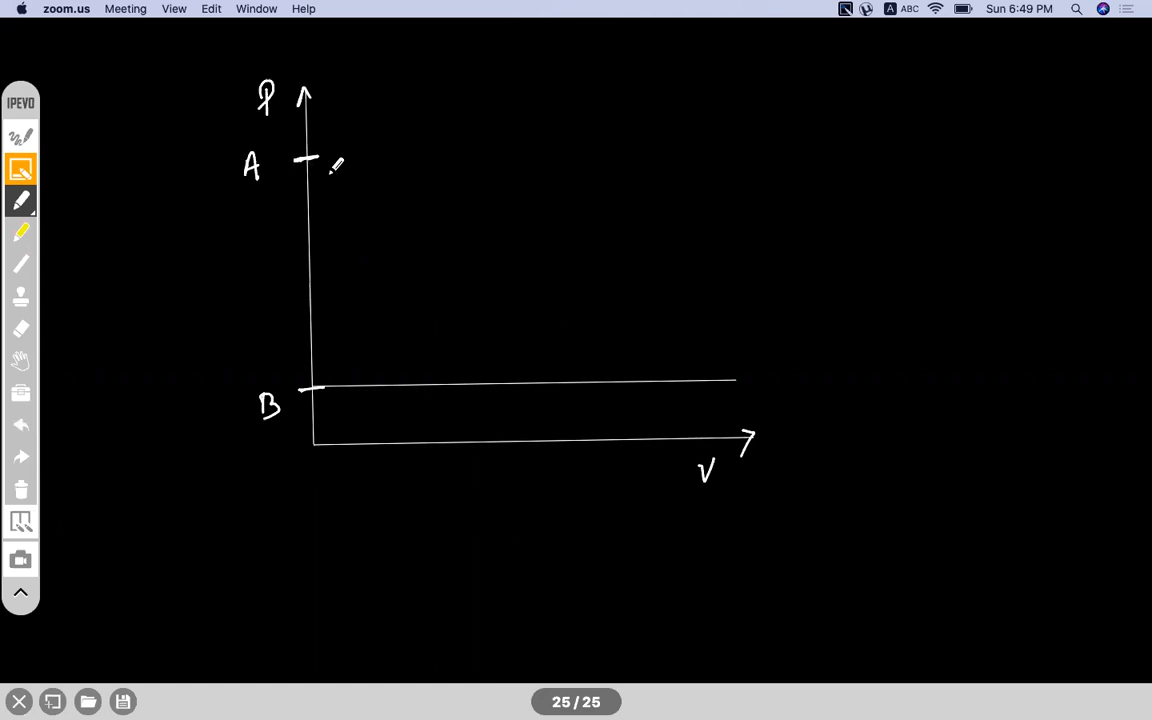 zoom.us Meeting View Edit Window Help A ABC Sun 6:49 PM
IPEVO
P
A
B
V
25 / 25